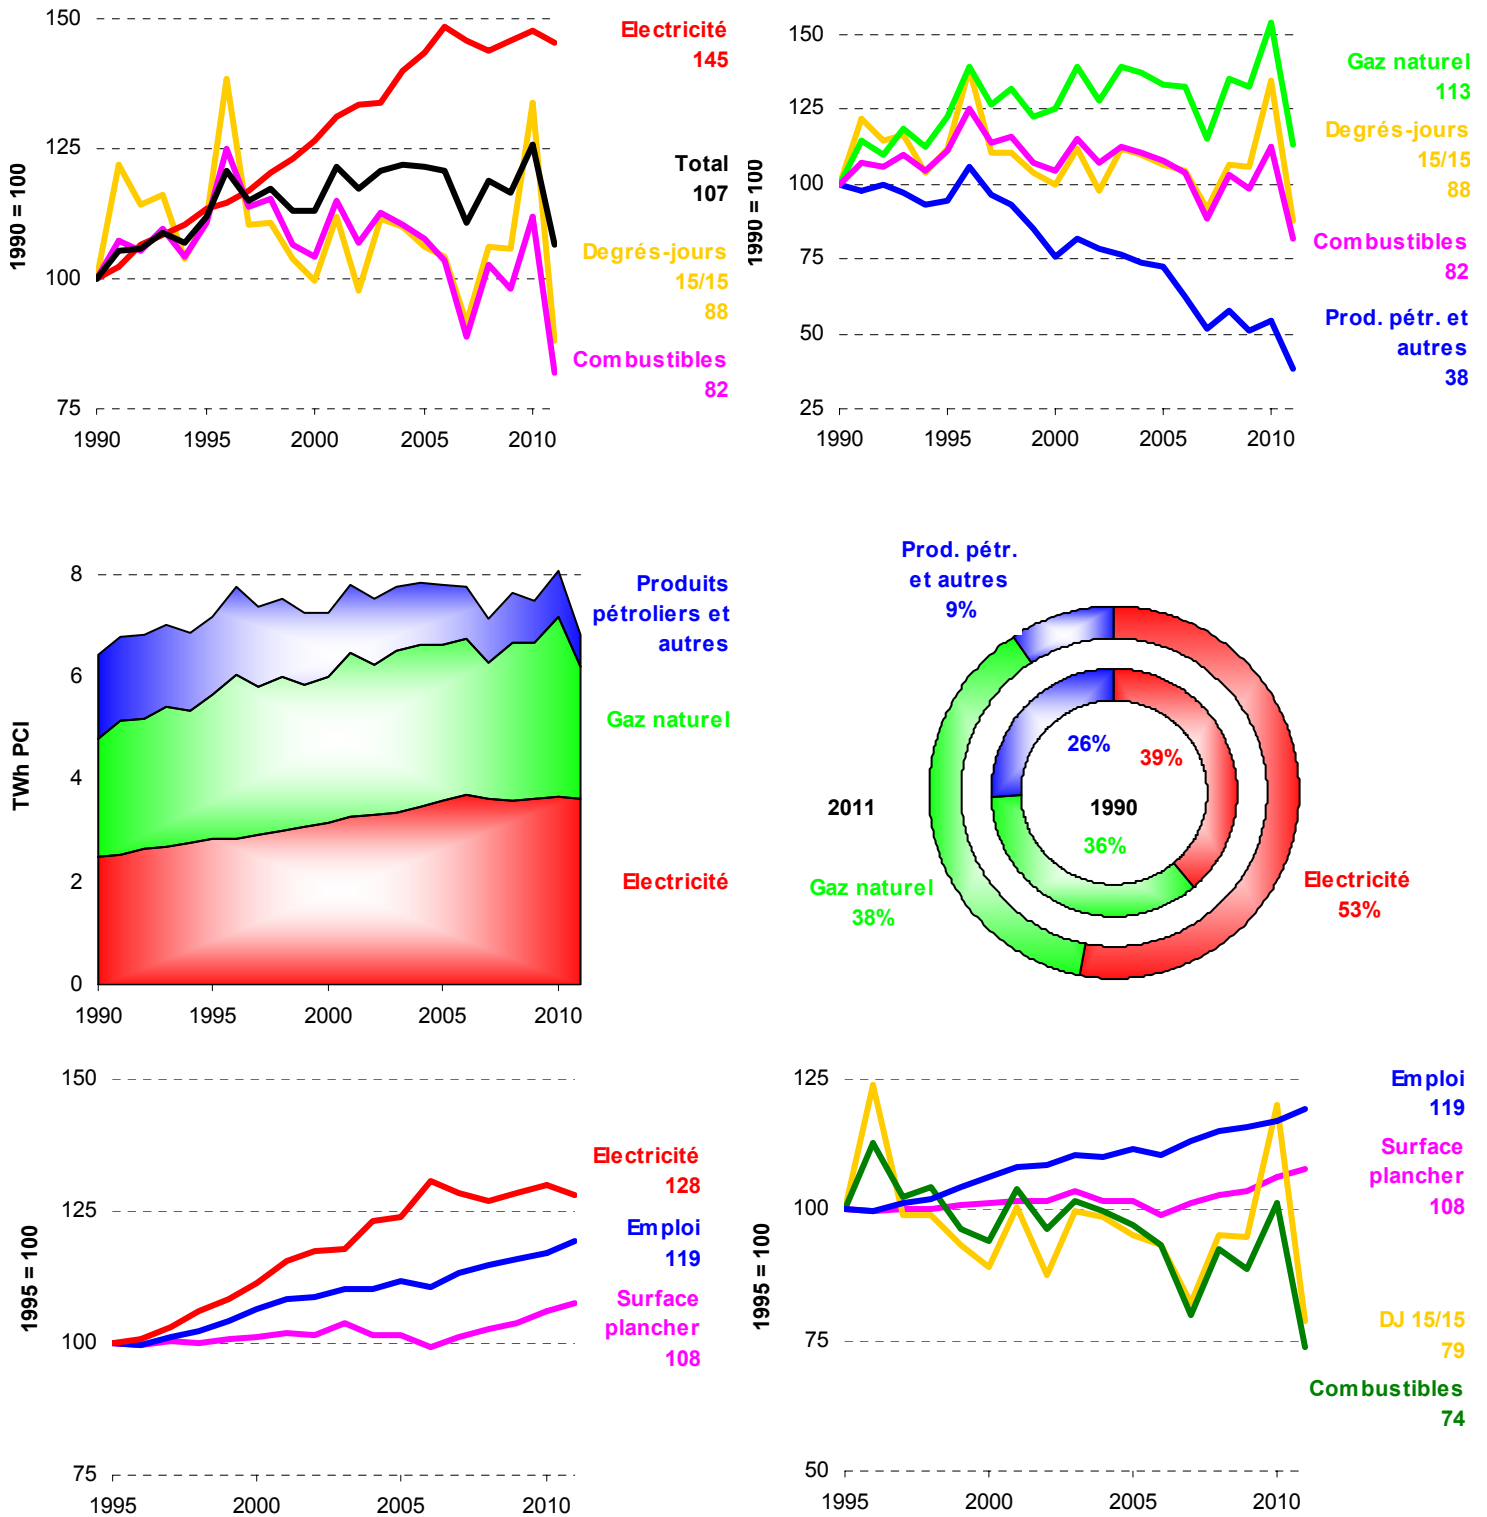 150
125
100
75
1990 = 100
1990
1995
2000
2005
2010
Electricité
145
Total
107
Degrés-jours
15/15
88
Combustibles
82
150
125
100
75
50
25
1990 = 100
1990
1995
2000
2005
2010
Gaz naturel
113
Degrés-jours
15/15
88
Combustibles
82
Prod. pétr. et
autres
38
8
6
4
2
0
TWh PCI
1990
1995
2000
2005
2010
Produits
pétroliers et
autres
Gaz naturel
Electricité
Prod. pétr.
et autres
9%
26%
39%
2011
1990
36%
Gaz naturel
38%
Electricité
53%
150
125
100
75
1995 = 100
1995
2000
2005
2010
Electricité
128
Emploi
119
Surface
plancher
108
125
100
75
50
1995 = 100
1995
2000
2005
2010
Emploi
119
Surface
plancher
108
DJ 15/15
79
Combustibles
74